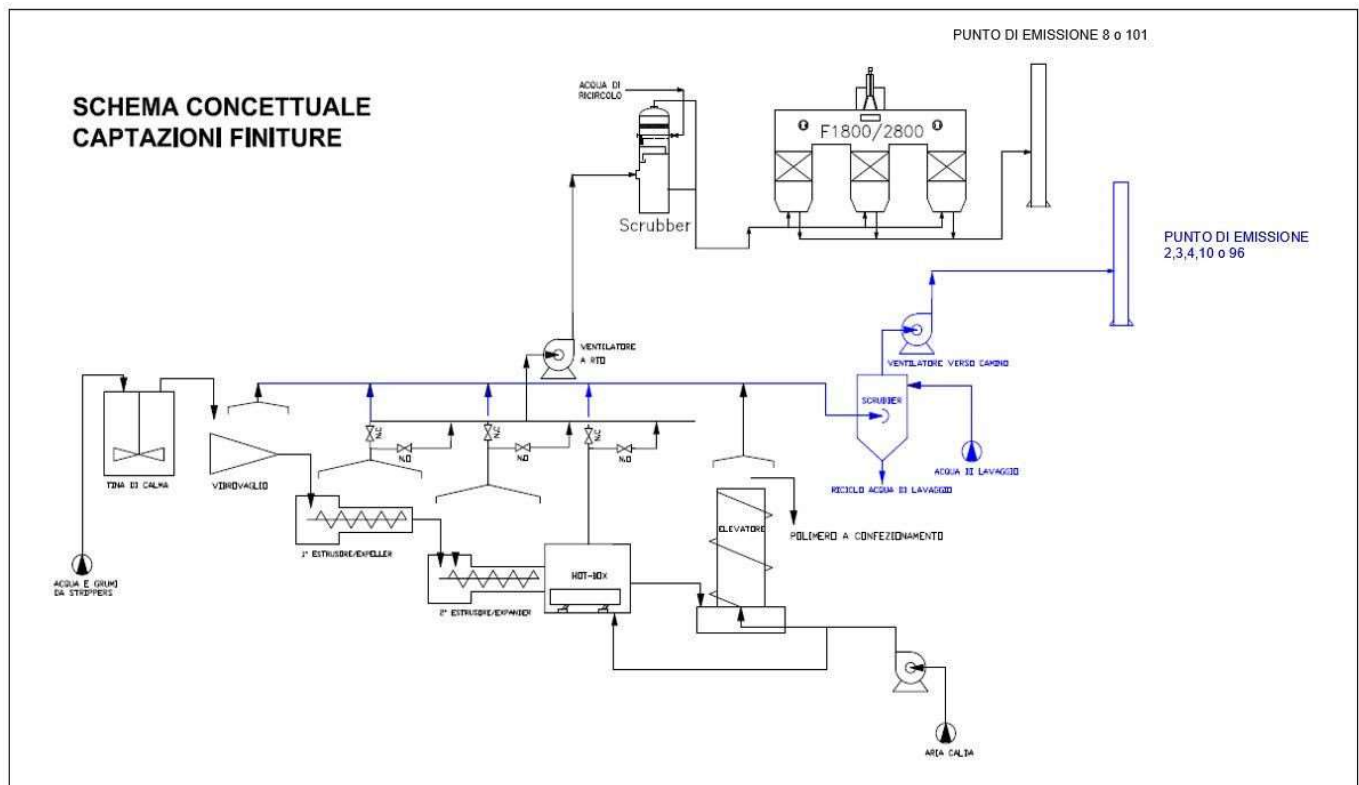 PUNTO DI EMISSIONE 8 o 101
SCHEMA CONCETTUALE
CAPTAZIONI FINITURE
ACQUA DI
RICIRCOLO
F1800/2800
Scrubber
PUNTO DI EMISSIONE
2,3,4,10 o 96
VENTILATORE
A RTO
VENTILATORE VERSO CAMINO
SCRUBBER
N.C
N.C
N.C
N.O
N.O
N.O
TINA DI CALMA
VIBROVAGLIO
ACQUA DI LAVAGGIO
RICICLO ACQUA DI LAVAGGIO
ELEVATORE
POLIMERO A CONFEZIONAMENTO
1° ESTRUSORE/EXPELLER
HOT-BOX
ACQUA E GRUMI
DA STRIPPERS
2° ESTRUSORE/EXPANDER
ARIA CALDA